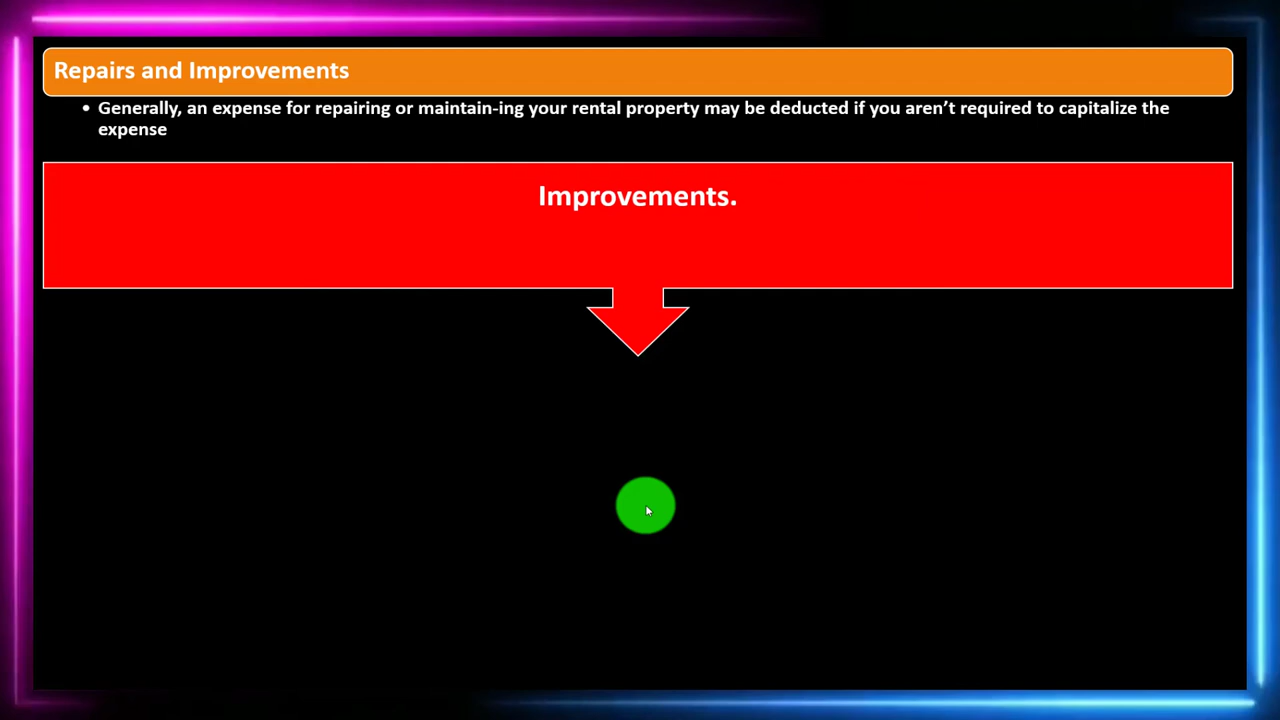 Repairs and Improvements
• Generally, an expense for repairing or maintain-ing your rental property may be deducted if you aren't required to capitalize the
expense
Improvements.